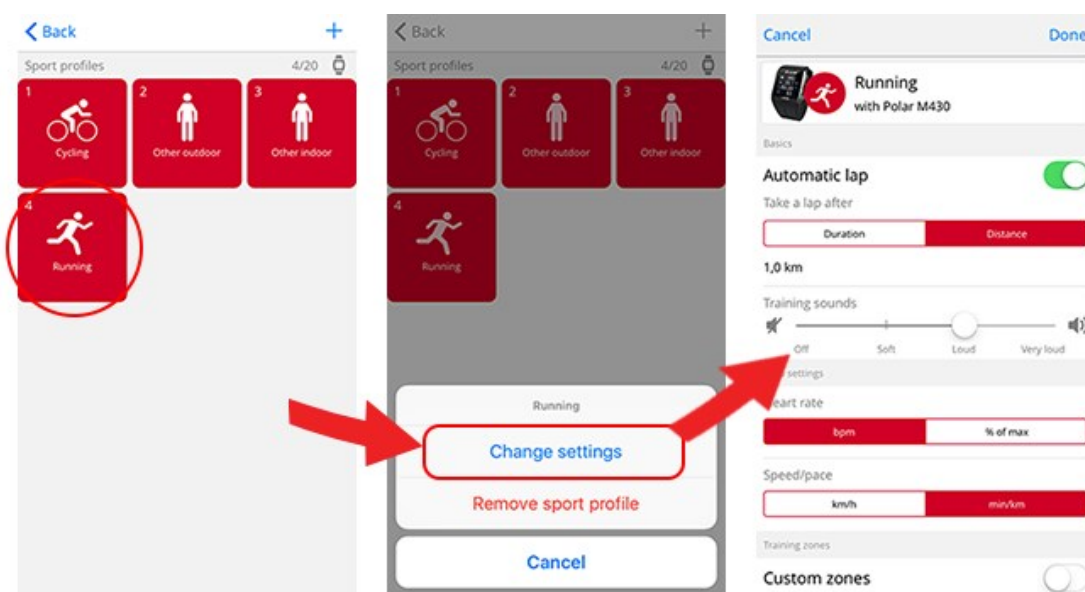 Back
Sport profiles 4/20
1 2 3
Cycling Other outdoor Other indoor
4
Running
Back
Sport profiles 4/20
1 2 3
Cycling Other outdoor Other indoor
4
Running
Running
Change settings
Remove sport profile
Cancel
Cancel Done
Running
with Polar M430
Basics
Automatic lap
Take a lap after
Duration Distance
1,0 km
Training sounds
Off Soft Loud Very loud
settings
eart rate
bpm % of max
Speed/pace
km/h min/km
Training zones
Custom zones